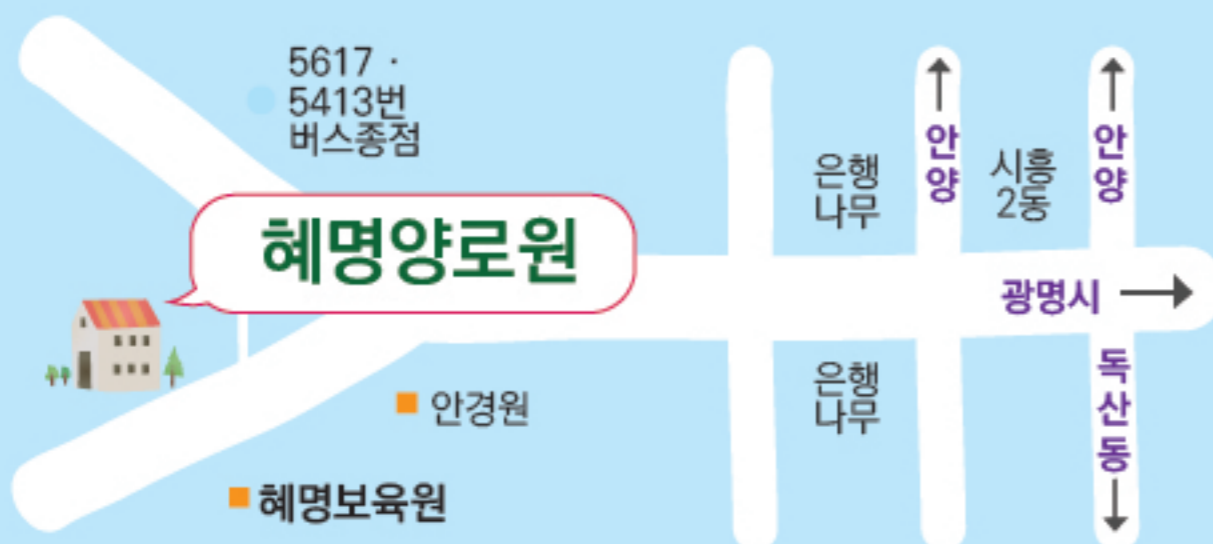 5617 ·
5413번
버스종점
혜명양로원
은행
나무
안양
시흥
2동
안양
광명시
은행
나무
독산동
안경원
혜명보육원